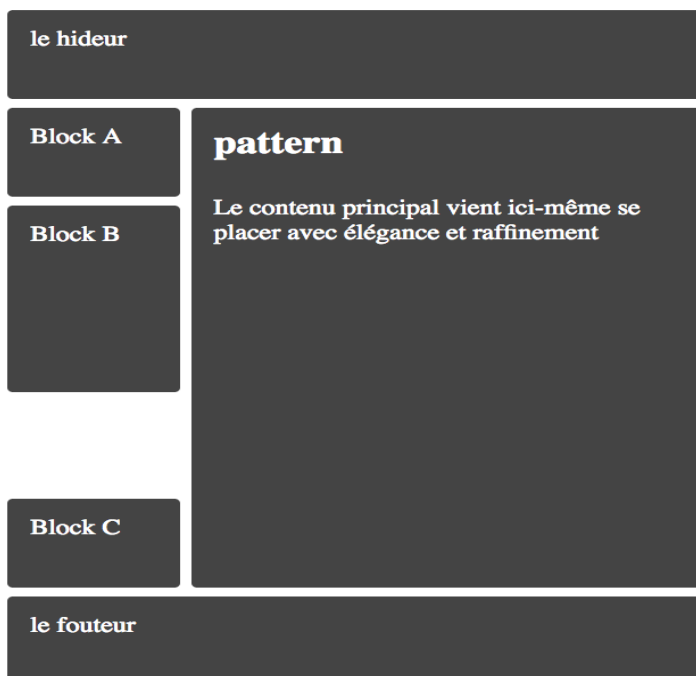 le hideur
Block A
Block B
Block C
pattern
Le contenu principal vient ici-même se
placer avec élégance et raffinement
le fouteur